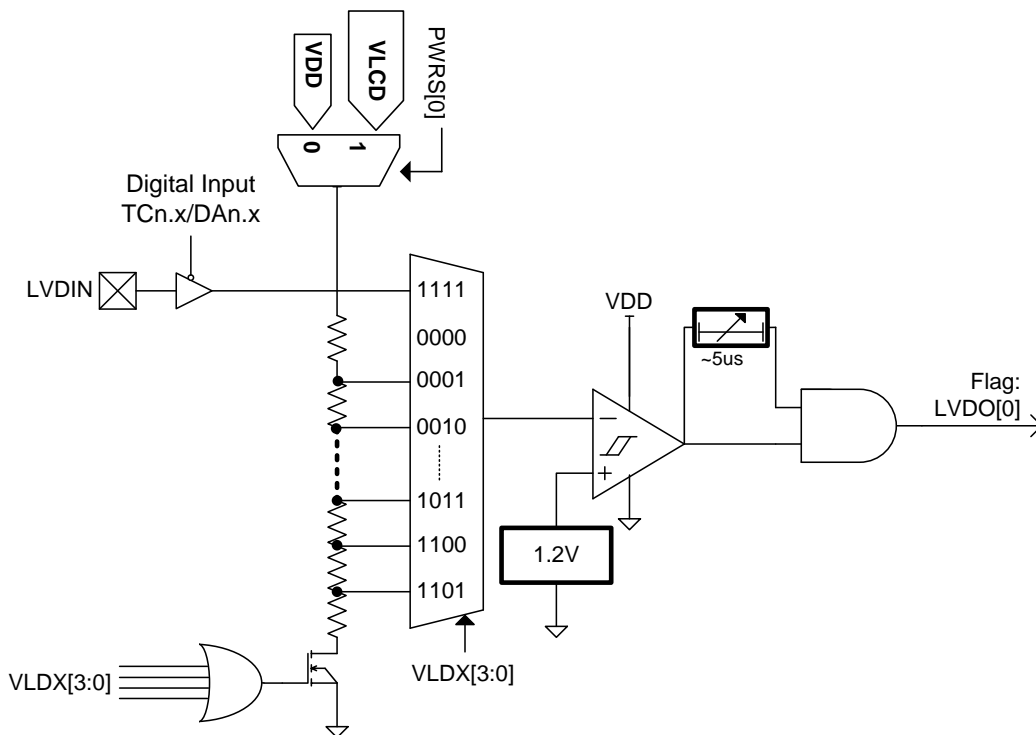 VDD
VLCD
PWRS[0]
0
1
Digital Input
TCn.x/DAn.x
LVDIN
1111
0000
0001
0010
1011
1100
1101
VLDX[3:0]
VLDX[3:0]
VDD
−
+
1.2V
~5us
Flag:
LVDO[0]